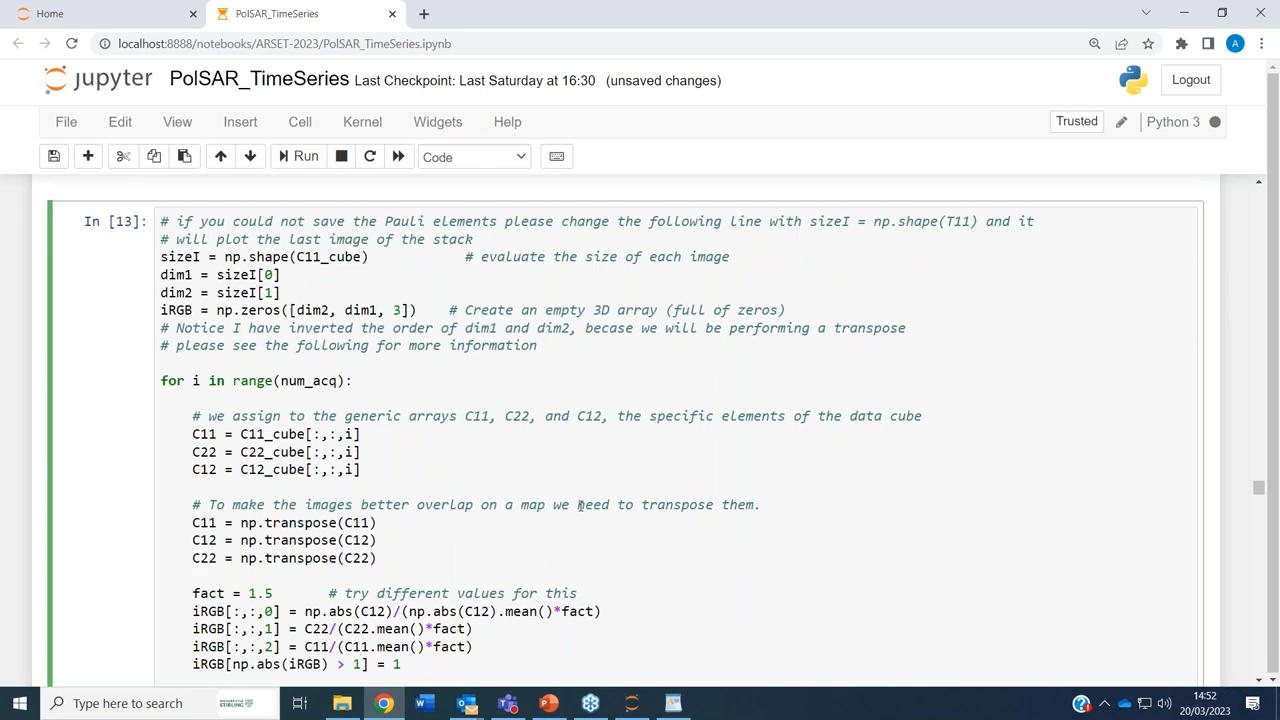 Home
PolSAR_TimeSeries
localhost:8888/notebooks/ARSET-2023/PolSAR_TimeSeries.ipynb
A
jupyter PolSAR_TimeSeries Last Checkpoint: Last Saturday at 16:30 (unsaved changes)
Logout
File Edit View Insert Cell Kernel Widgets Help
Trusted
Python 3
Run
Code
In [13]:
# if you could not save the Pauli elements please change the following line with sizeI = np.shape(T11) and it
# will plot the last image of the stack
sizeI = np.shape(C11_cube)            # evaluate the size of each image
dim1 = sizeI[0]
dim2 = sizeI[1]
iRGB = np.zeros([dim2, dim1, 3])    # Create an empty 3D array (full of zeros)
# Notice I have inverted the order of dim1 and dim2, becase we will be performing a transpose
# please see the following for more information
for i in range(num_acq):
    # we assign to the generic arrays C11, C22, and C12, the specific elements of the data cube
    C11 = C11_cube[:,:,i]
    C22 = C22_cube[:,:,i]
    C12 = C12_cube[:,:,i]
    # To make the images better overlap on a map we need to transpose them.
    C11 = np.transpose(C11)
    C12 = np.transpose(C12)
    C22 = np.transpose(C22)
    fact = 1.5       # try different values for this
    iRGB[:,:,0] = np.abs(C12)/(np.abs(C12).mean()*fact)
    iRGB[:,:,1] = C22/(C22.mean()*fact)
    iRGB[:,:,2] = C11/(C11.mean()*fact)
    iRGB[np.abs(iRGB) > 1] = 1
Type here to search
14:52
20/03/2023